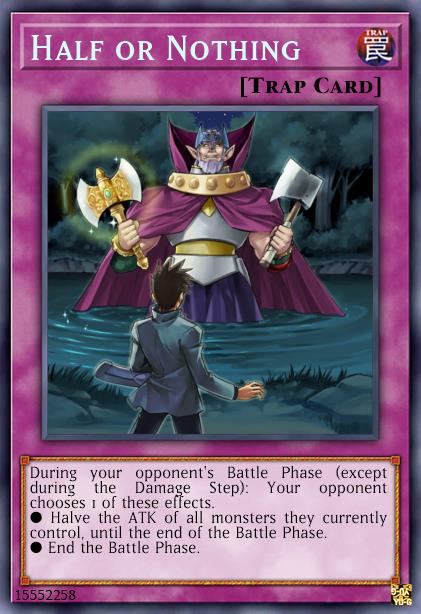 Half or Nothing
TRAP
罠
[Trap Card]
During your opponent's Battle Phase (except
during the Damage Step): Your opponent
chooses 1 of these effects.
● Halve the ATK of all monsters they currently
control, until the end of the Battle Phase.
● End the Battle Phase.
15552258